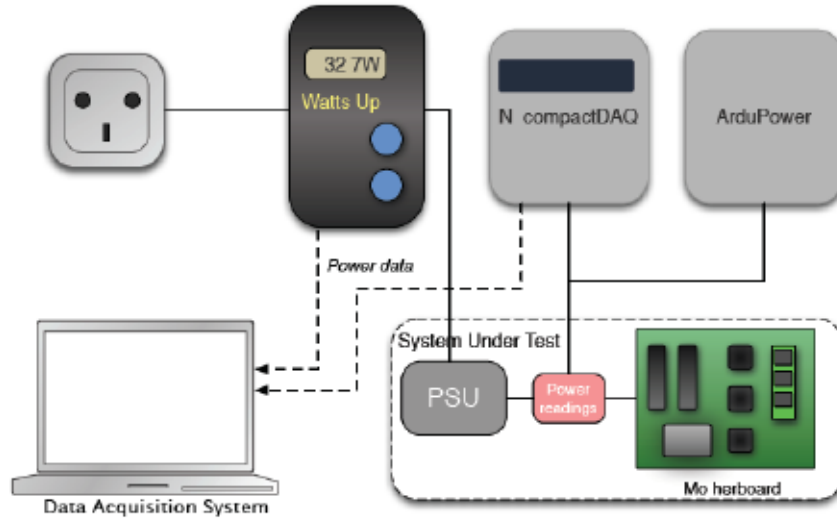 32 7W
Watts Up
N compactDAQ
ArduPower
Power data
System Under Test
PSU
Power
readings
Mo herboard
Data Acquisition System